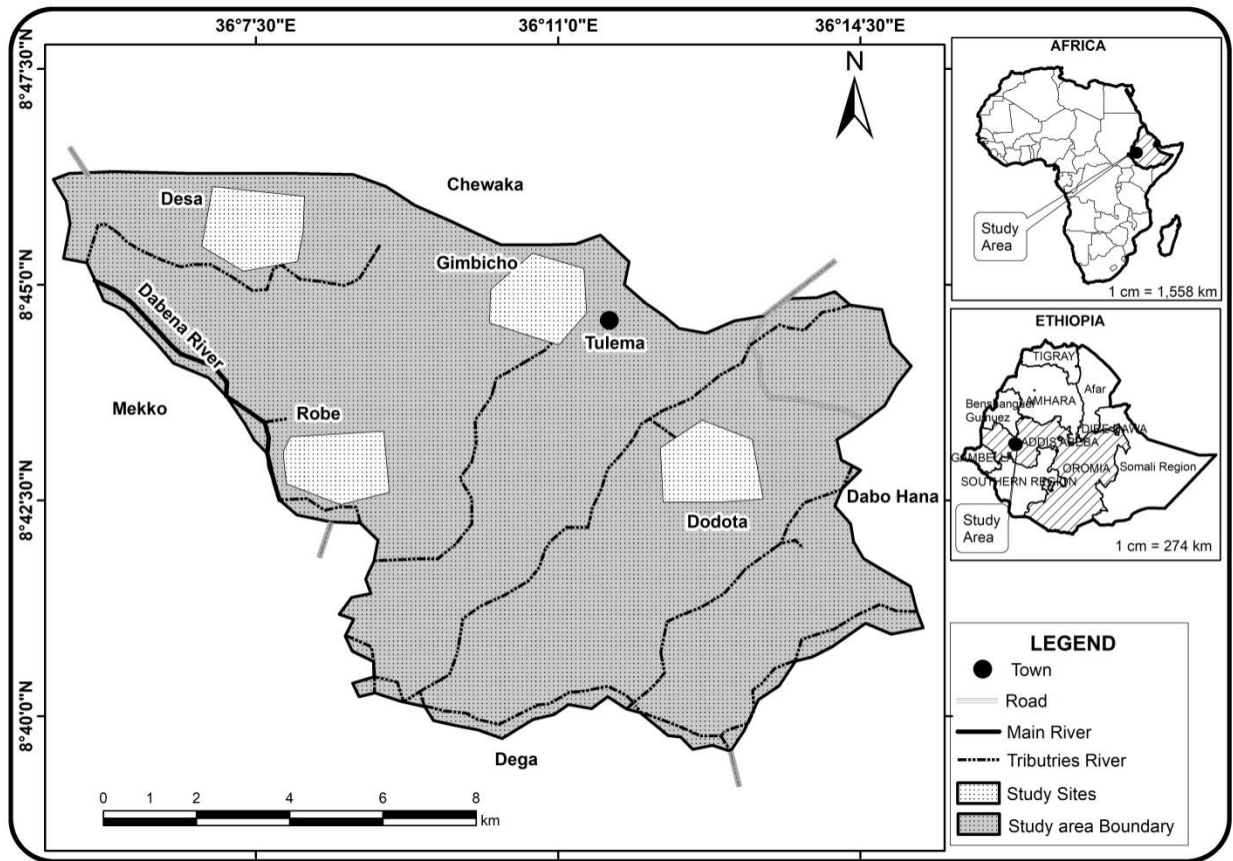 36°7'30"E 36°11'0"E 36°14'30"E
8°47'30"N
8°45'0"N
8°42'30"N
8°40'0"N
N
Chewaka
Desa
Gimbicho
Tulema
Dabena River
Mekko
Robe
Dabo Hana
Dodota
Dega
0 1 2 4 6 8
km
AFRICA
Study
Area
1 cm = 1,558 km
ETHIOPIA
TIGRAY
Afar
AMHARA
Benshanguel
Gumuez
DIRE DAWA
ADDIS ABEBA
GAMBELLA
OROMIA
Somali Region
SOUTHERN REGION
Study
Area
1 cm = 274 km
LEGEND
Town
Road
Main River
Tributries River
Study Sites
Study area Boundary